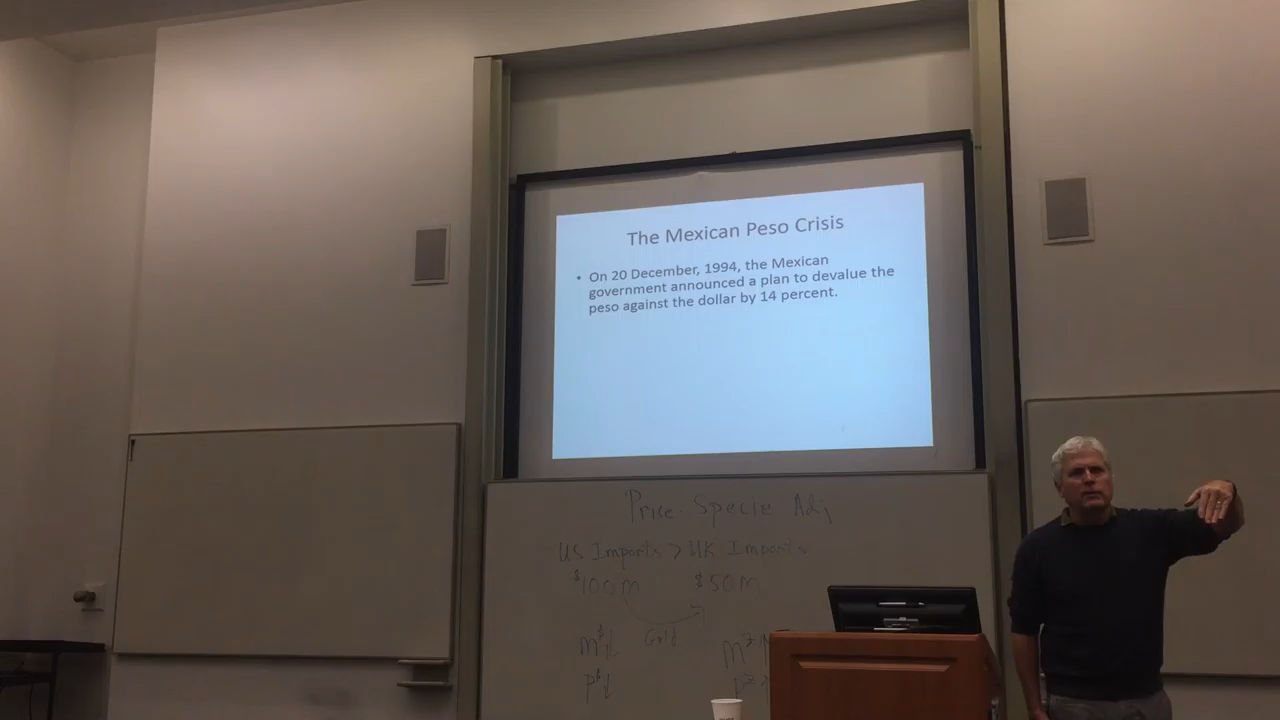 The Mexican Peso Crisis
• On 20 December, 1994, the Mexican
government announced a plan to devalue the
peso against the dollar by 14 percent.
Price-Specie Adj
US Imports > UK Imports
$100m $50m
Gold
m$↓
P$↓